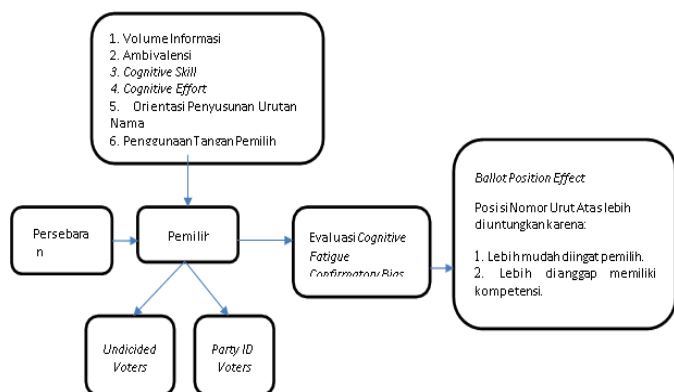 1. Volume Informasi
2. Ambivalensi
3. Cognitive Skill
4. Cognitive Effort
5. Orientasi Penyusunan Urutan
Nama
6. Penggunaan Tangan Pemilih
Persebara
n
Pemilih
Evaluasi Cognitive
Fatigue
Confirmatory Bias
Ballot Position Effect
Posisi Nomor Urut Atas lebih
diuntungkan karena:
1. Lebih mudah diingat pemilih.
2. Lebih dianggap memiliki
kompetensi.
Undicided
Voters
Party ID
Voters